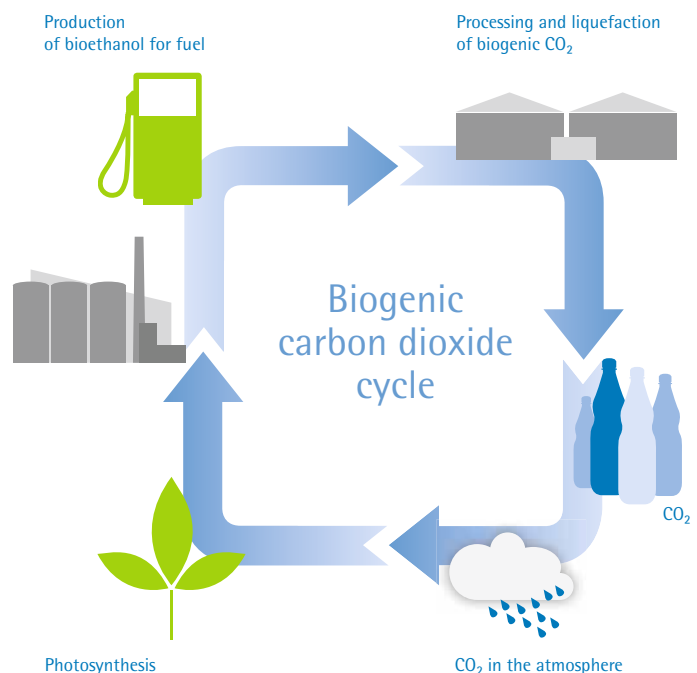 Production
of bioethanol for fuel
Processing and liquefaction
of biogenic CO₂
Biogenic
carbon dioxide
cycle
CO₂
Photosynthesis
CO₂ in the atmosphere